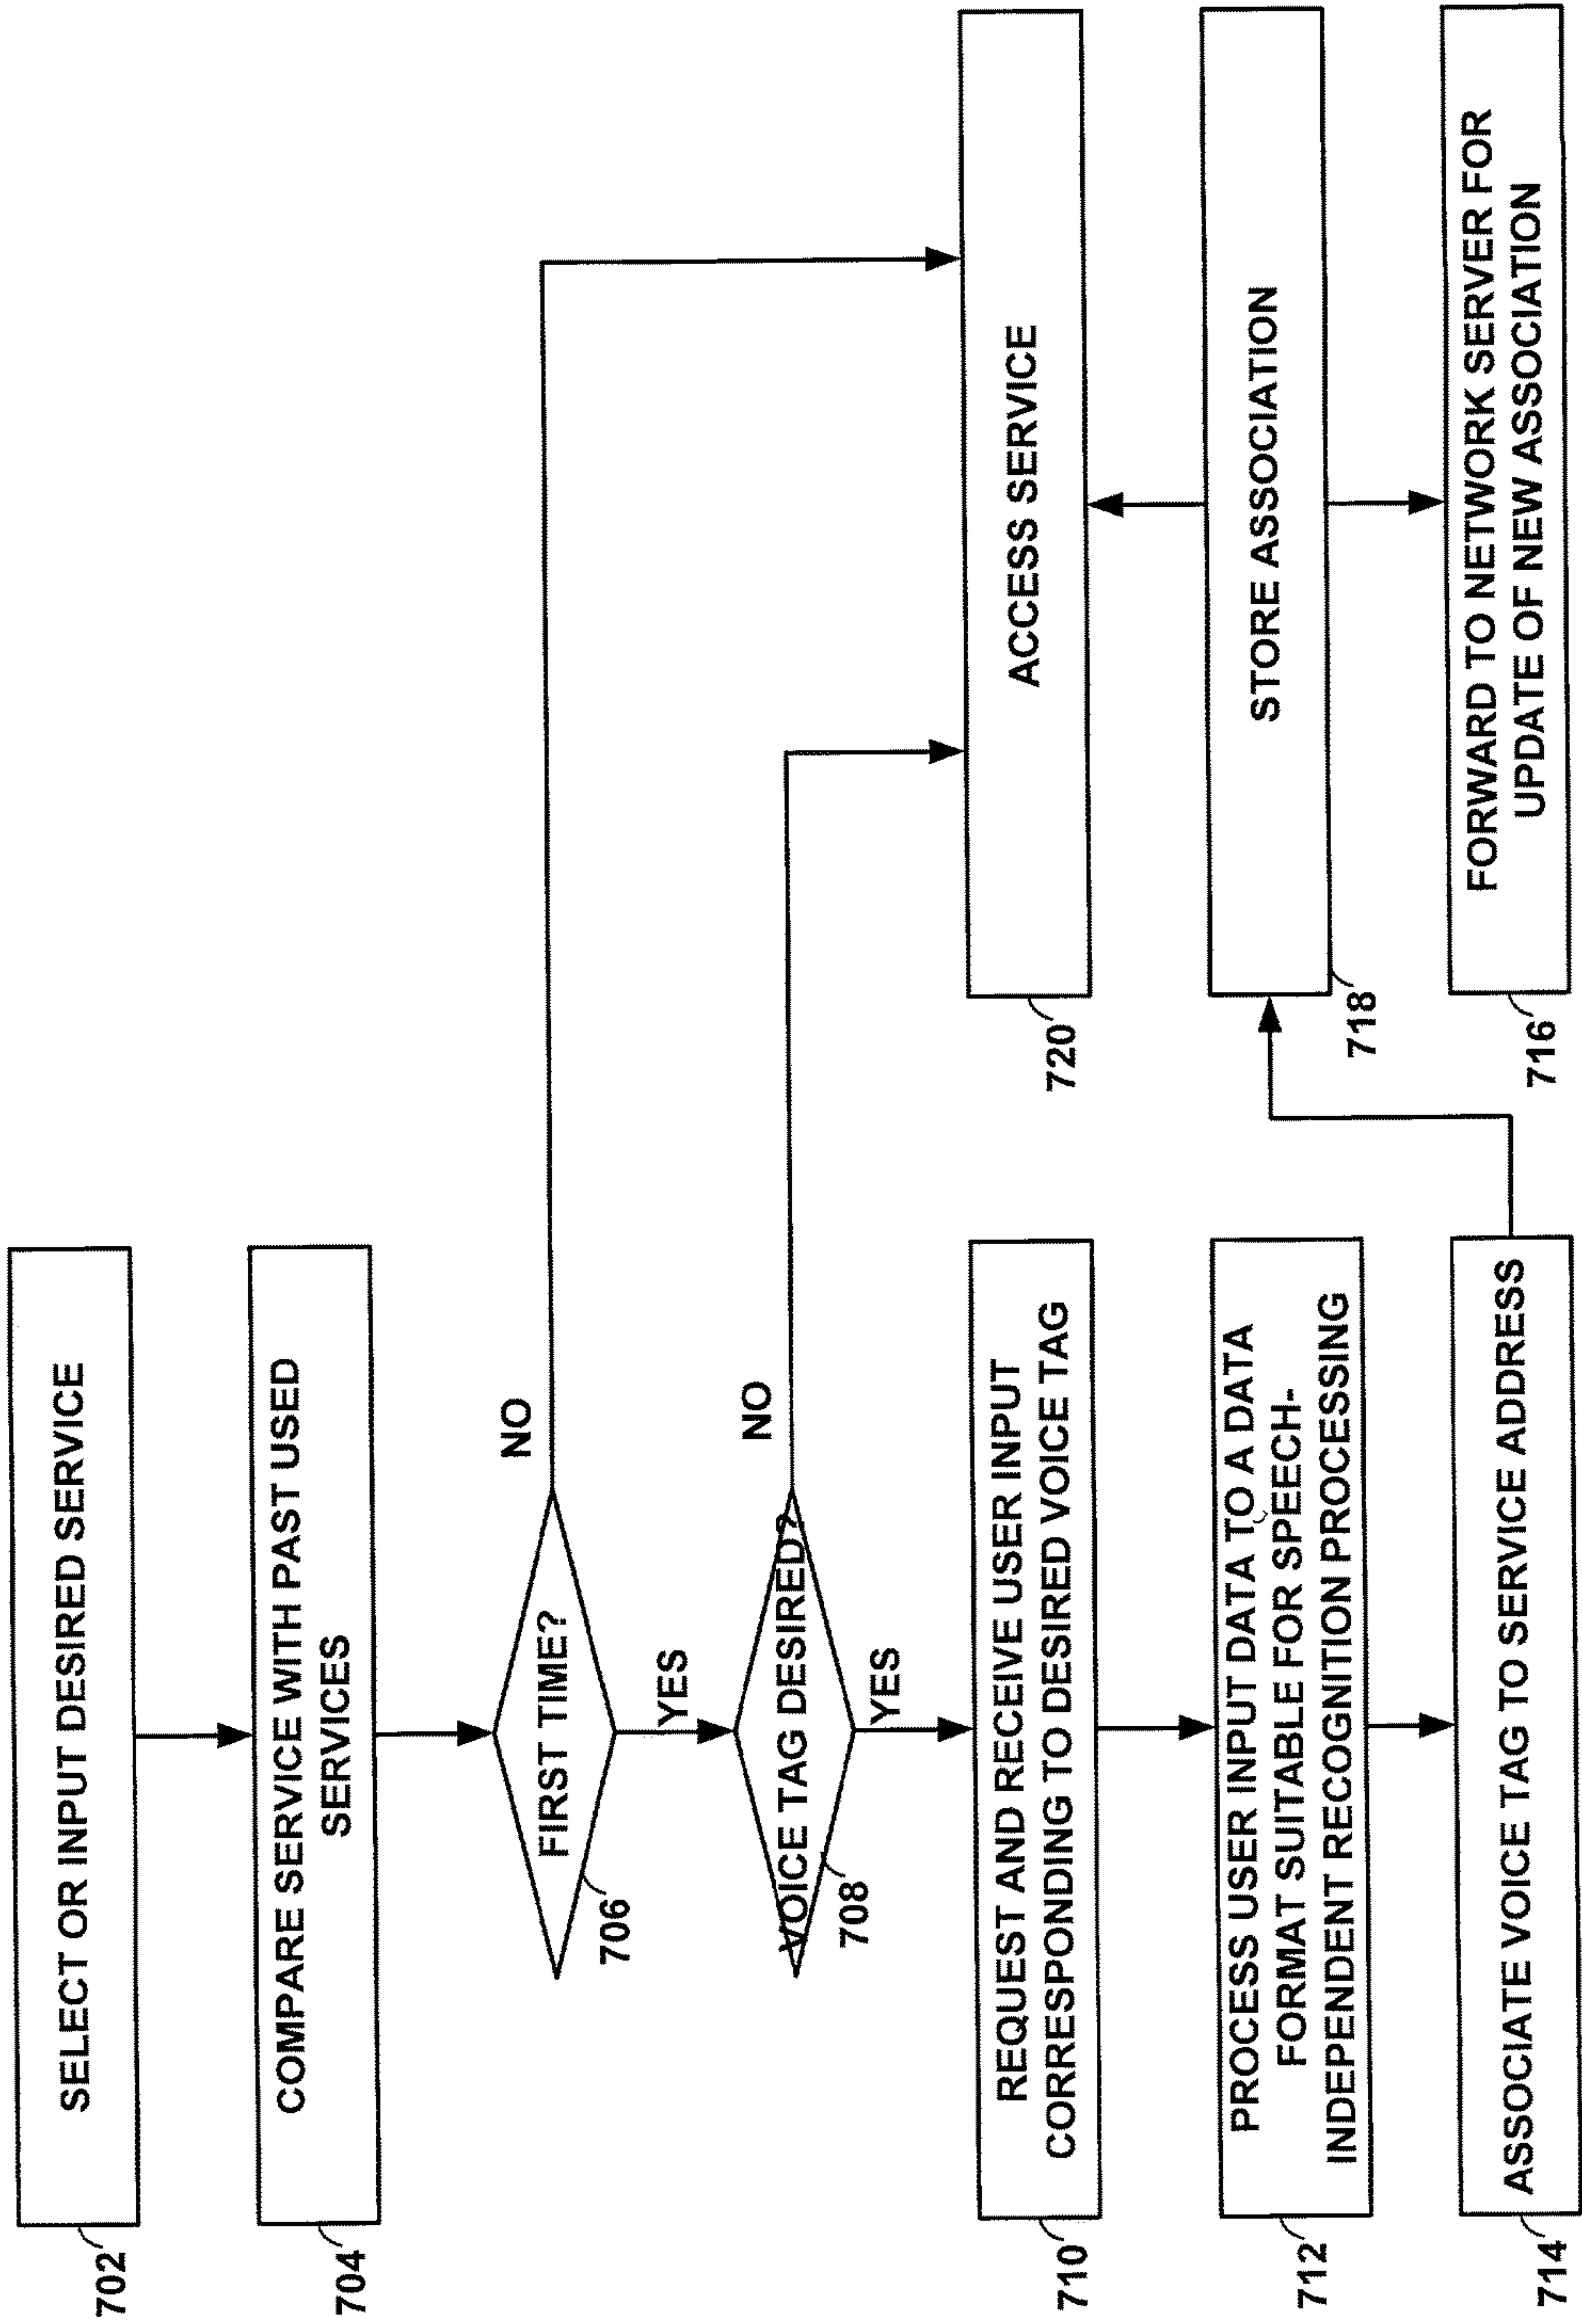 702
SELECT OR INPUT DESIRED SERVICE
704
COMPARE SERVICE WITH PAST USED
SERVICES
FIRST TIME?
706
NO
YES
VOICE TAG DESIRED?
708
NO
YES
710
REQUEST AND RECEIVE USER INPUT
CORRESPONDING TO DESIRED VOICE TAG
712
PROCESS USER INPUT DATA TO A DATA
FORMAT SUITABLE FOR SPEECH-
INDEPENDENT RECOGNITION PROCESSING
714
ASSOCIATE VOICE TAG TO SERVICE ADDRESS
720
ACCESS SERVICE
718
STORE ASSOCIATION
716
FORWARD TO NETWORK SERVER FOR
UPDATE OF NEW ASSOCIATION